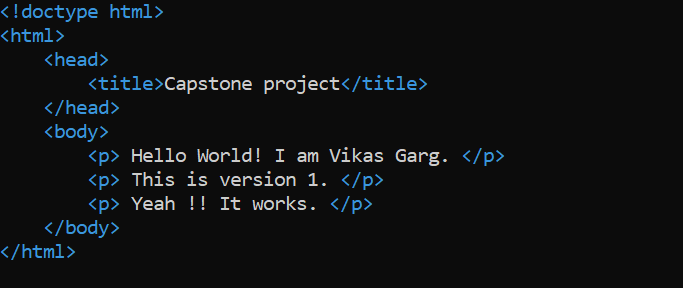 <!doctype html>
<html>
    <head>
        <title>Capstone project</title>
    </head>
    <body>
        <p> Hello World! I am Vikas Garg. </p>
        <p> This is version 1. </p>
        <p> Yeah !! It works. </p>
    </body>
</html>